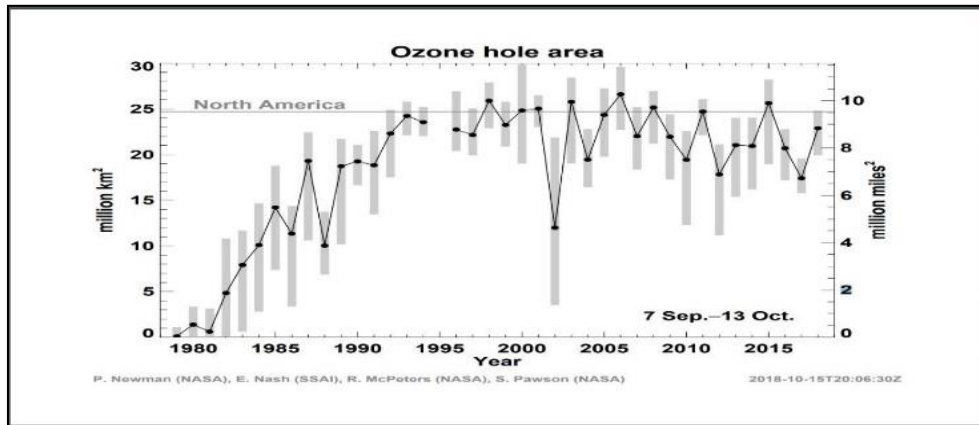 Ozone hole area
30
25
20
15
10
5
0
million km²
North America
10
8
6
4
2
0
million miles²
7 Sep.–13 Oct.
1980 1985 1990 1995 2000 2005 2010 2015
Year
P. Newman (NASA), E. Nash (SSAI), R. McPeters (NASA), S. Pawson (NASA) 2018-10-15T20:06:30Z